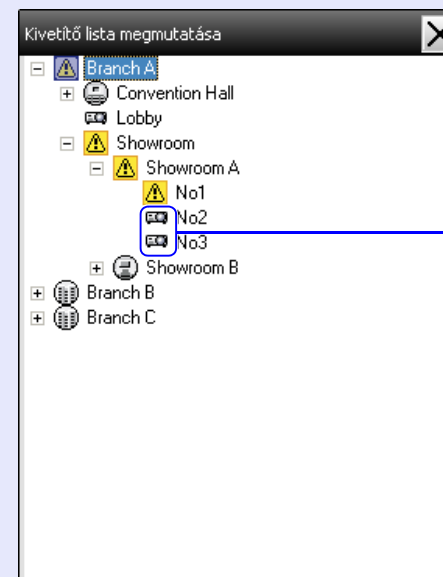 Kivetítő lista megmutatása
Branch A
Convention Hall
Lobby
Showroom
Showroom A
No1
No2
No3
Showroom B
Branch B
Branch C